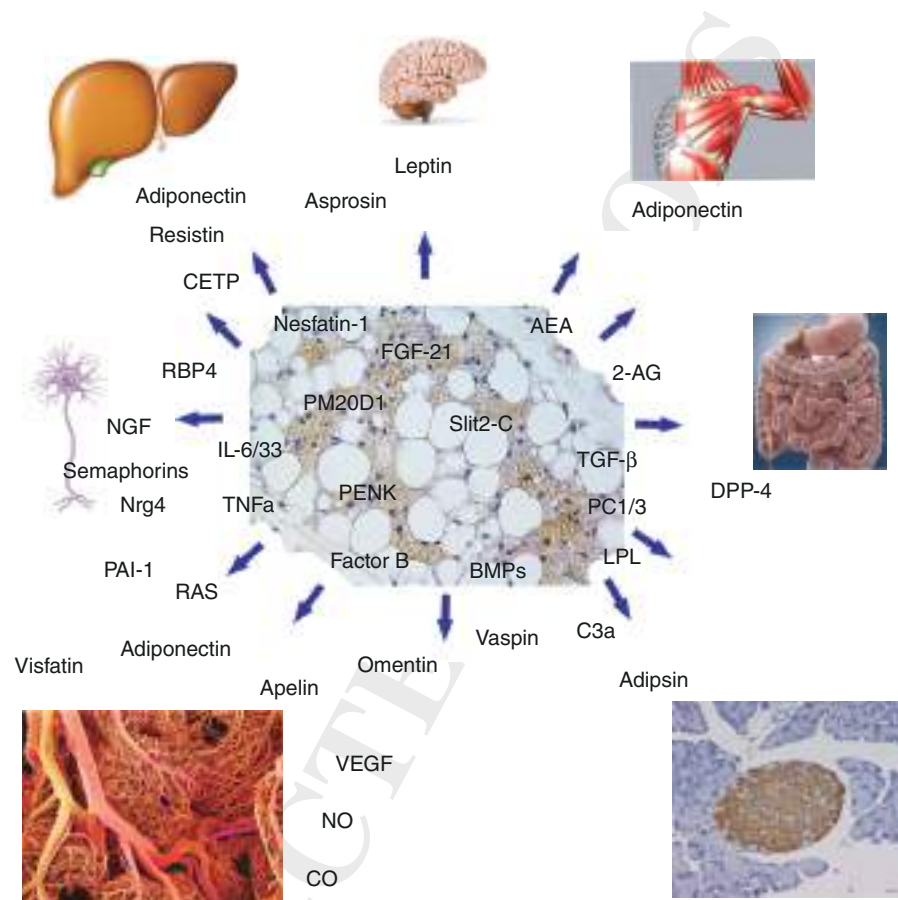 Leptin
Adiponectin
Asprosin
Adiponectin
Resistin
CETP
Nesfatin-1
AEA
FGF-21
RBP4
2-AG
PM20D1
NGF
Slit2-C
IL-6/33
TGF-β
Semaphorins
DPP-4
Nrg4
TNFa
PENK
PC1/3
Factor B
LPL
PAI-1
BMPs
RAS
C3a
Vaspin
Adiponectin
Visfatin
Omentin
Apelin
Adipsin
VEGF
NO
CO